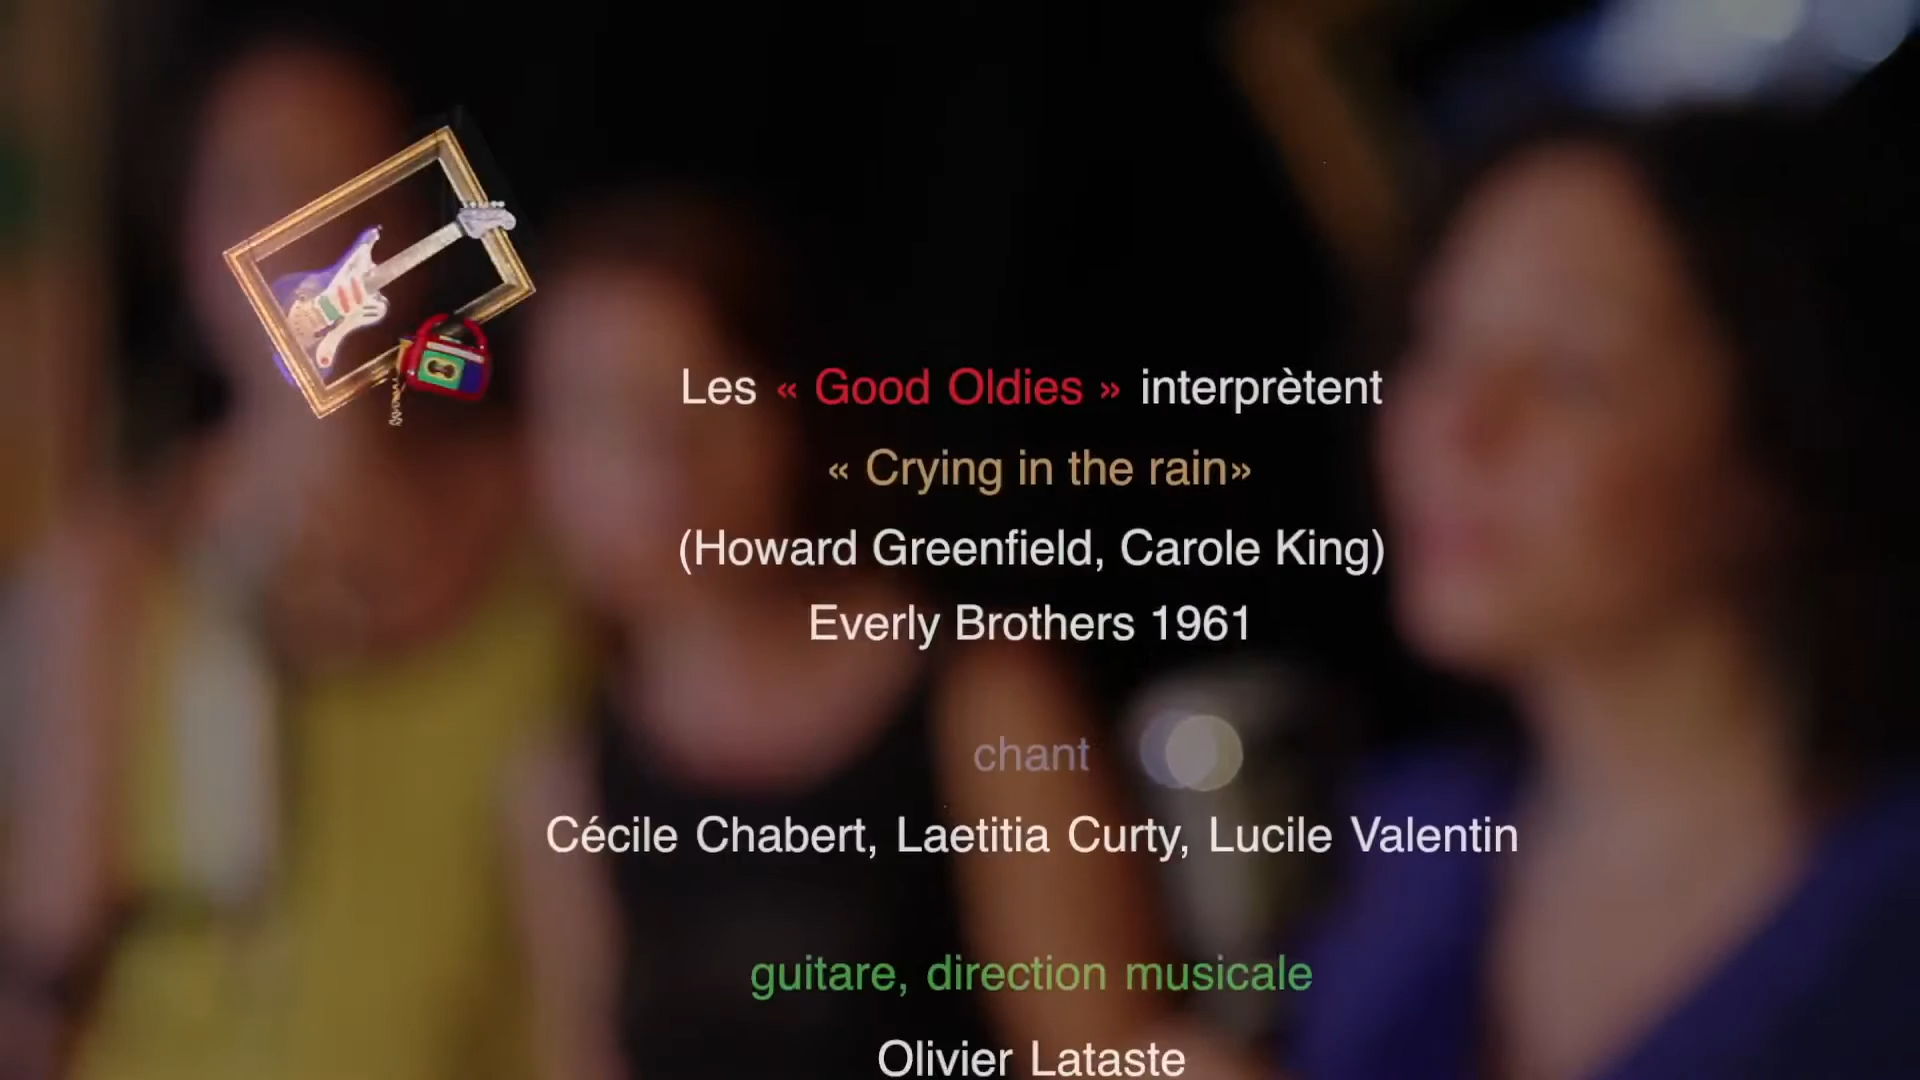 Les « Good Oldies » interprètent
« Crying in the rain»
(Howard Greenfield, Carole King)
Everly Brothers 1961
chant
Cécile Chabert, Laetitia Curty, Lucile Valentin
guitare, direction musicale
Olivier Lataste